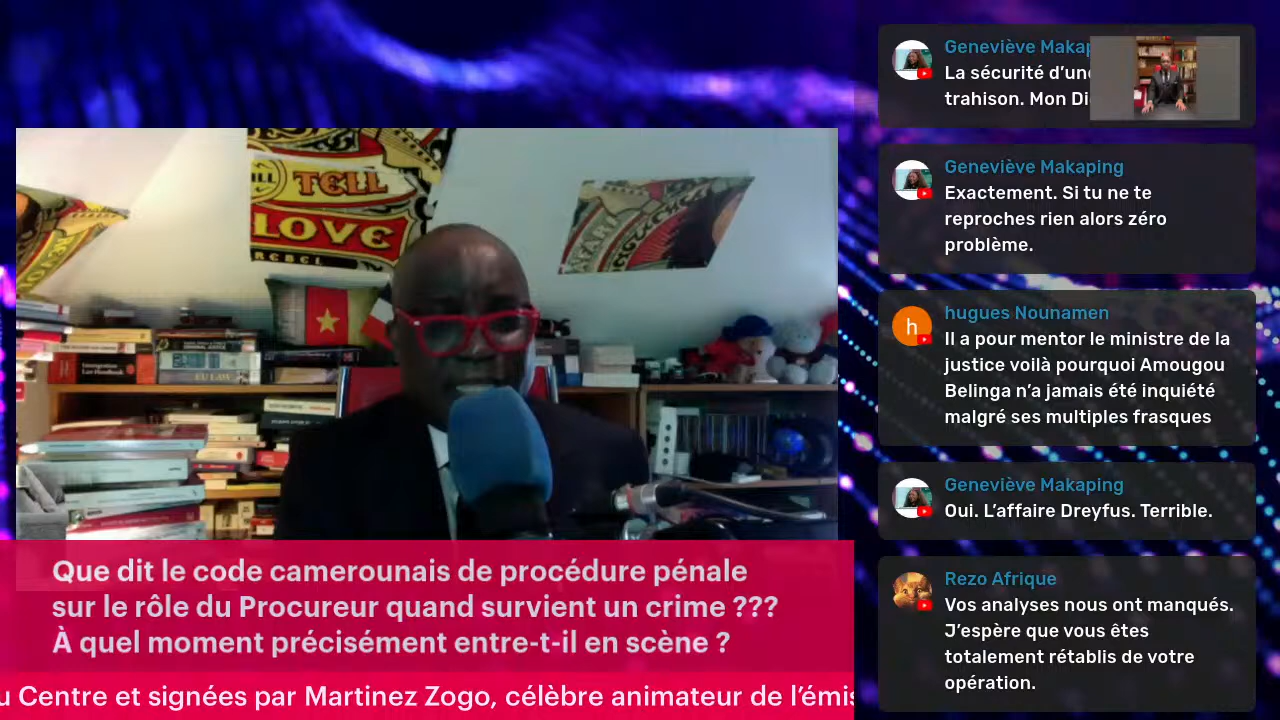 TELL
LOVE
REBEL
EU LAW
Que dit le code camerounais de procédure pénale
sur le rôle du Procureur quand survient un crime ???
À quel moment précisément entre-t-il en scène ?
u Centre et signées par Martinez Zogo, célèbre animateur de l’émis
Geneviève Makap
La sécurité d’une
trahison. Mon Di
Geneviève Makaping
Exactement. Si tu ne te
reproches rien alors zéro
problème.
h
hugues Nounamen
Il a pour mentor le ministre de la
justice voilà pourquoi Amougou
Belinga n’a jamais été inquiété
malgré ses multiples frasques
Geneviève Makaping
Oui. L’affaire Dreyfus. Terrible.
Rezo Afrique
Vos analyses nous ont manqués.
J’espère que vous êtes
totalement rétablis de votre
opération.